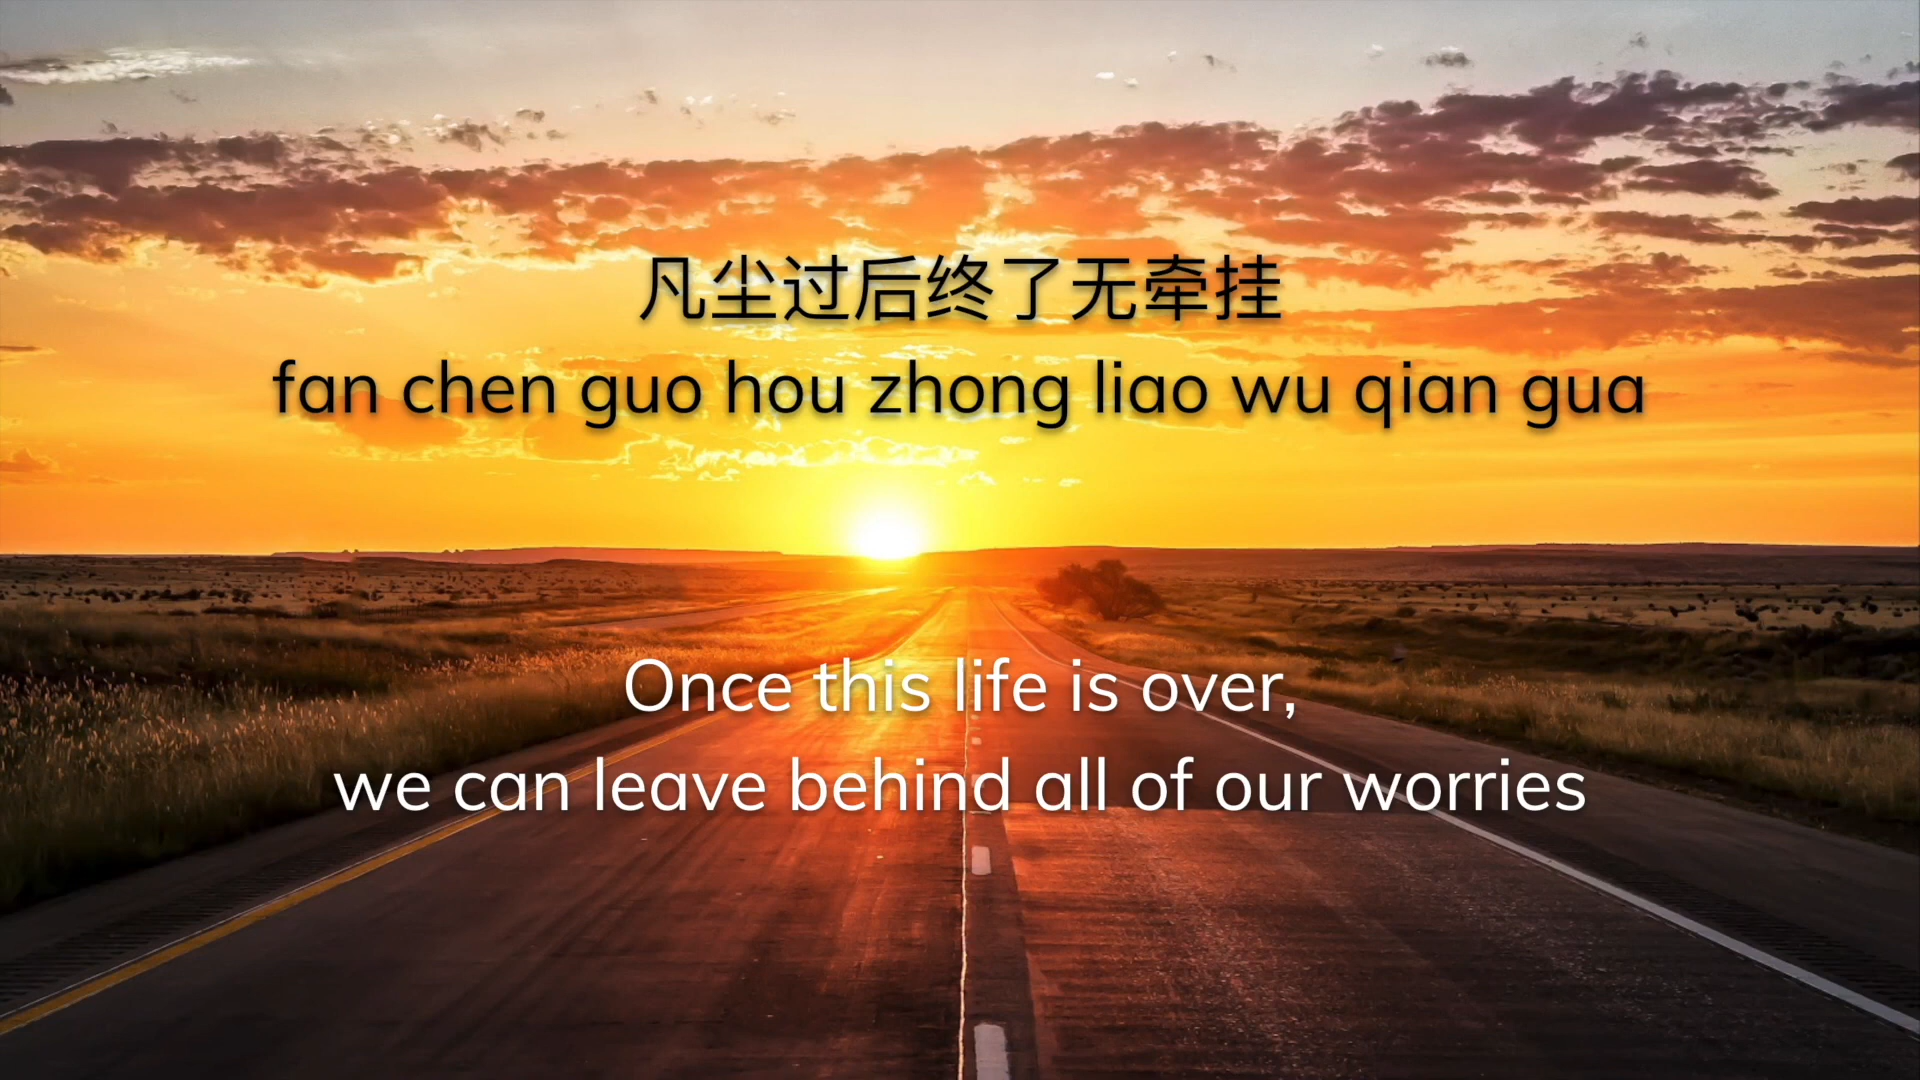 凡尘过后终了无牵挂
fan chen guo hou zhong liao wu qian gua
Once this life is over,
we can leave behind all of our worries